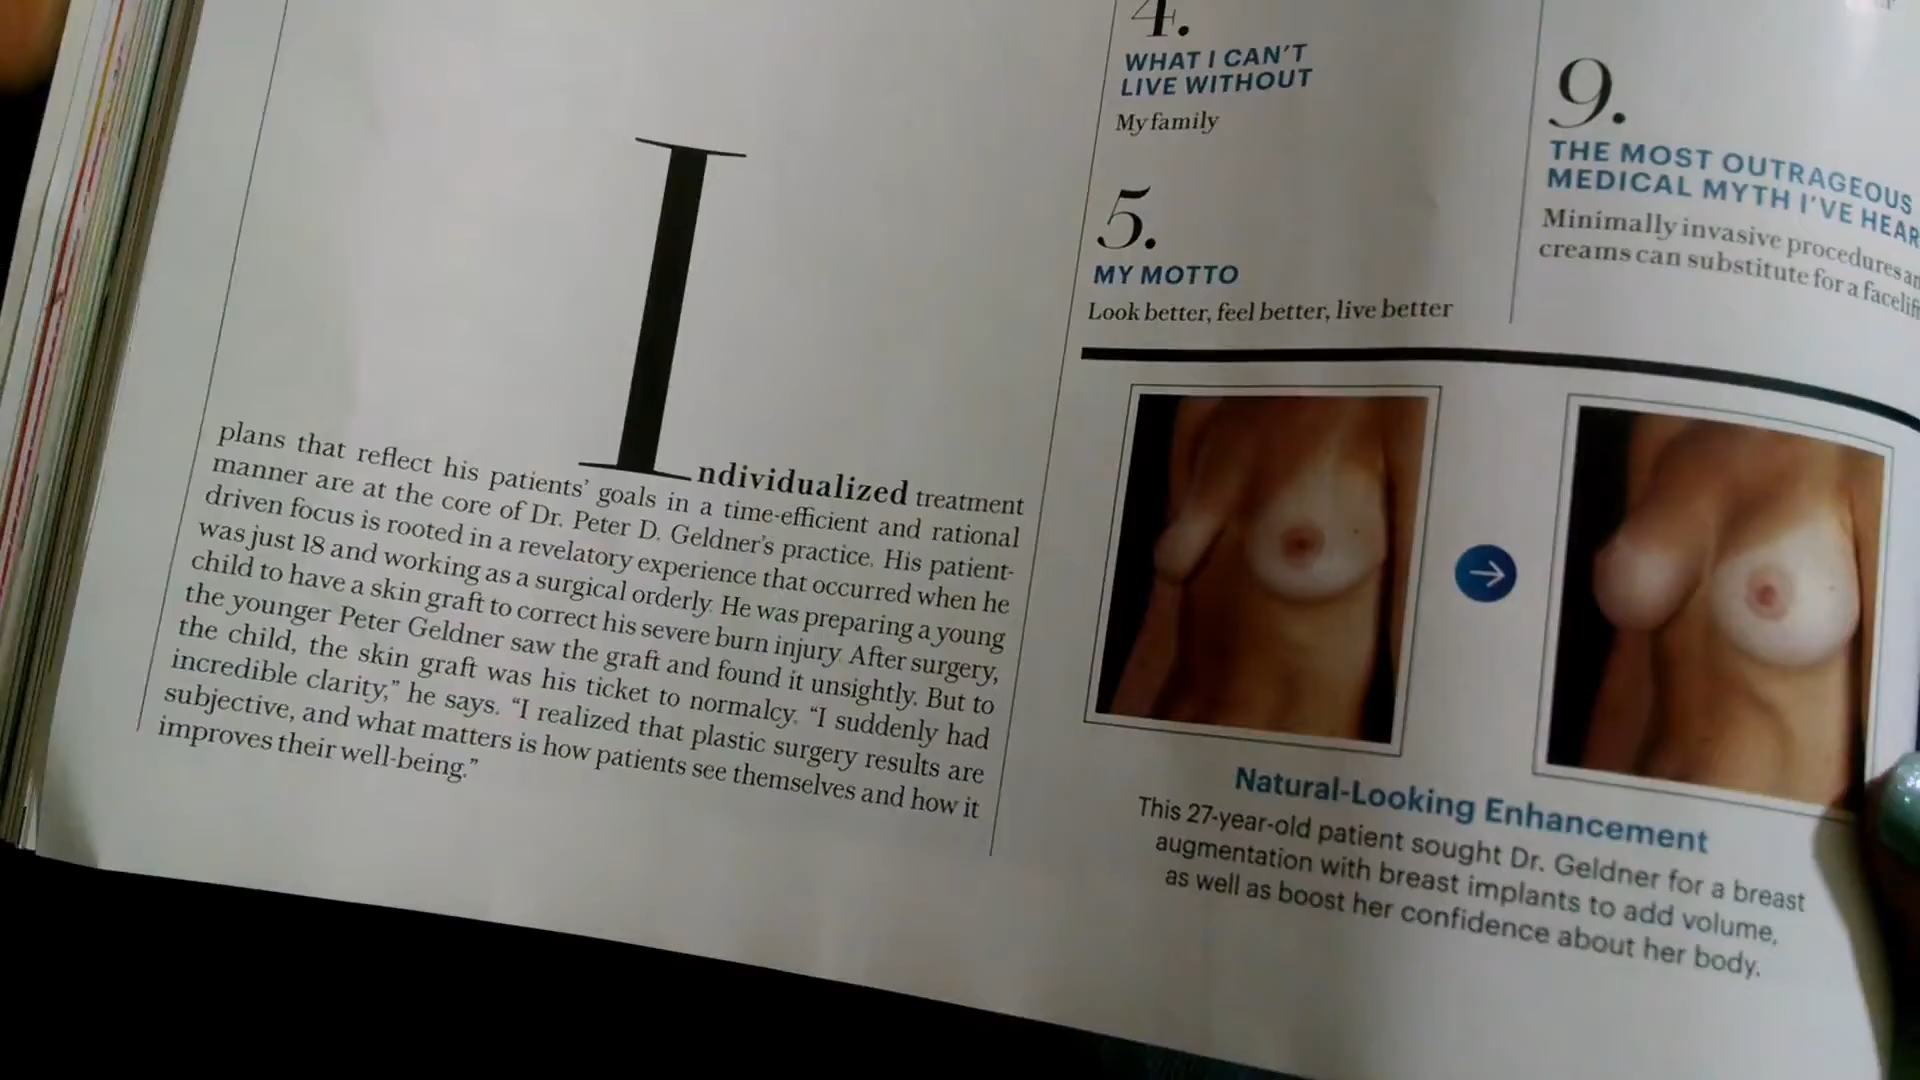 Individualized treatment
plans that reflect his patients' goals in a time-efficient and rational
manner are at the core of Dr. Peter D. Geldner's practice. His patient-
driven focus is rooted in a revelatory experience that occurred when he
was just 18 and working as a surgical orderly. He was preparing a young
child to have a skin graft to correct his severe burn injury. After surgery,
the younger Peter Geldner saw the graft and found it unsightly. But to
the child, the skin graft was his ticket to normalcy. “I suddenly had
incredible clarity,” he says. “I realized that plastic surgery results are
subjective, and what matters is how patients see themselves and how it
improves their well-being.”
4.
WHAT I CAN'T
LIVE WITHOUT
My family
5.
MY MOTTO
Look better, feel better, live better
9.
THE MOST OUTRAGEOUS
MEDICAL MYTH I'VE HEAR
Minimally invasive procedures an
creams can substitute for a facelift
Natural-Looking Enhancement
This 27-year-old patient sought Dr. Geldner for a breast
augmentation with breast implants to add volume,
as well as boost her confidence about her body.